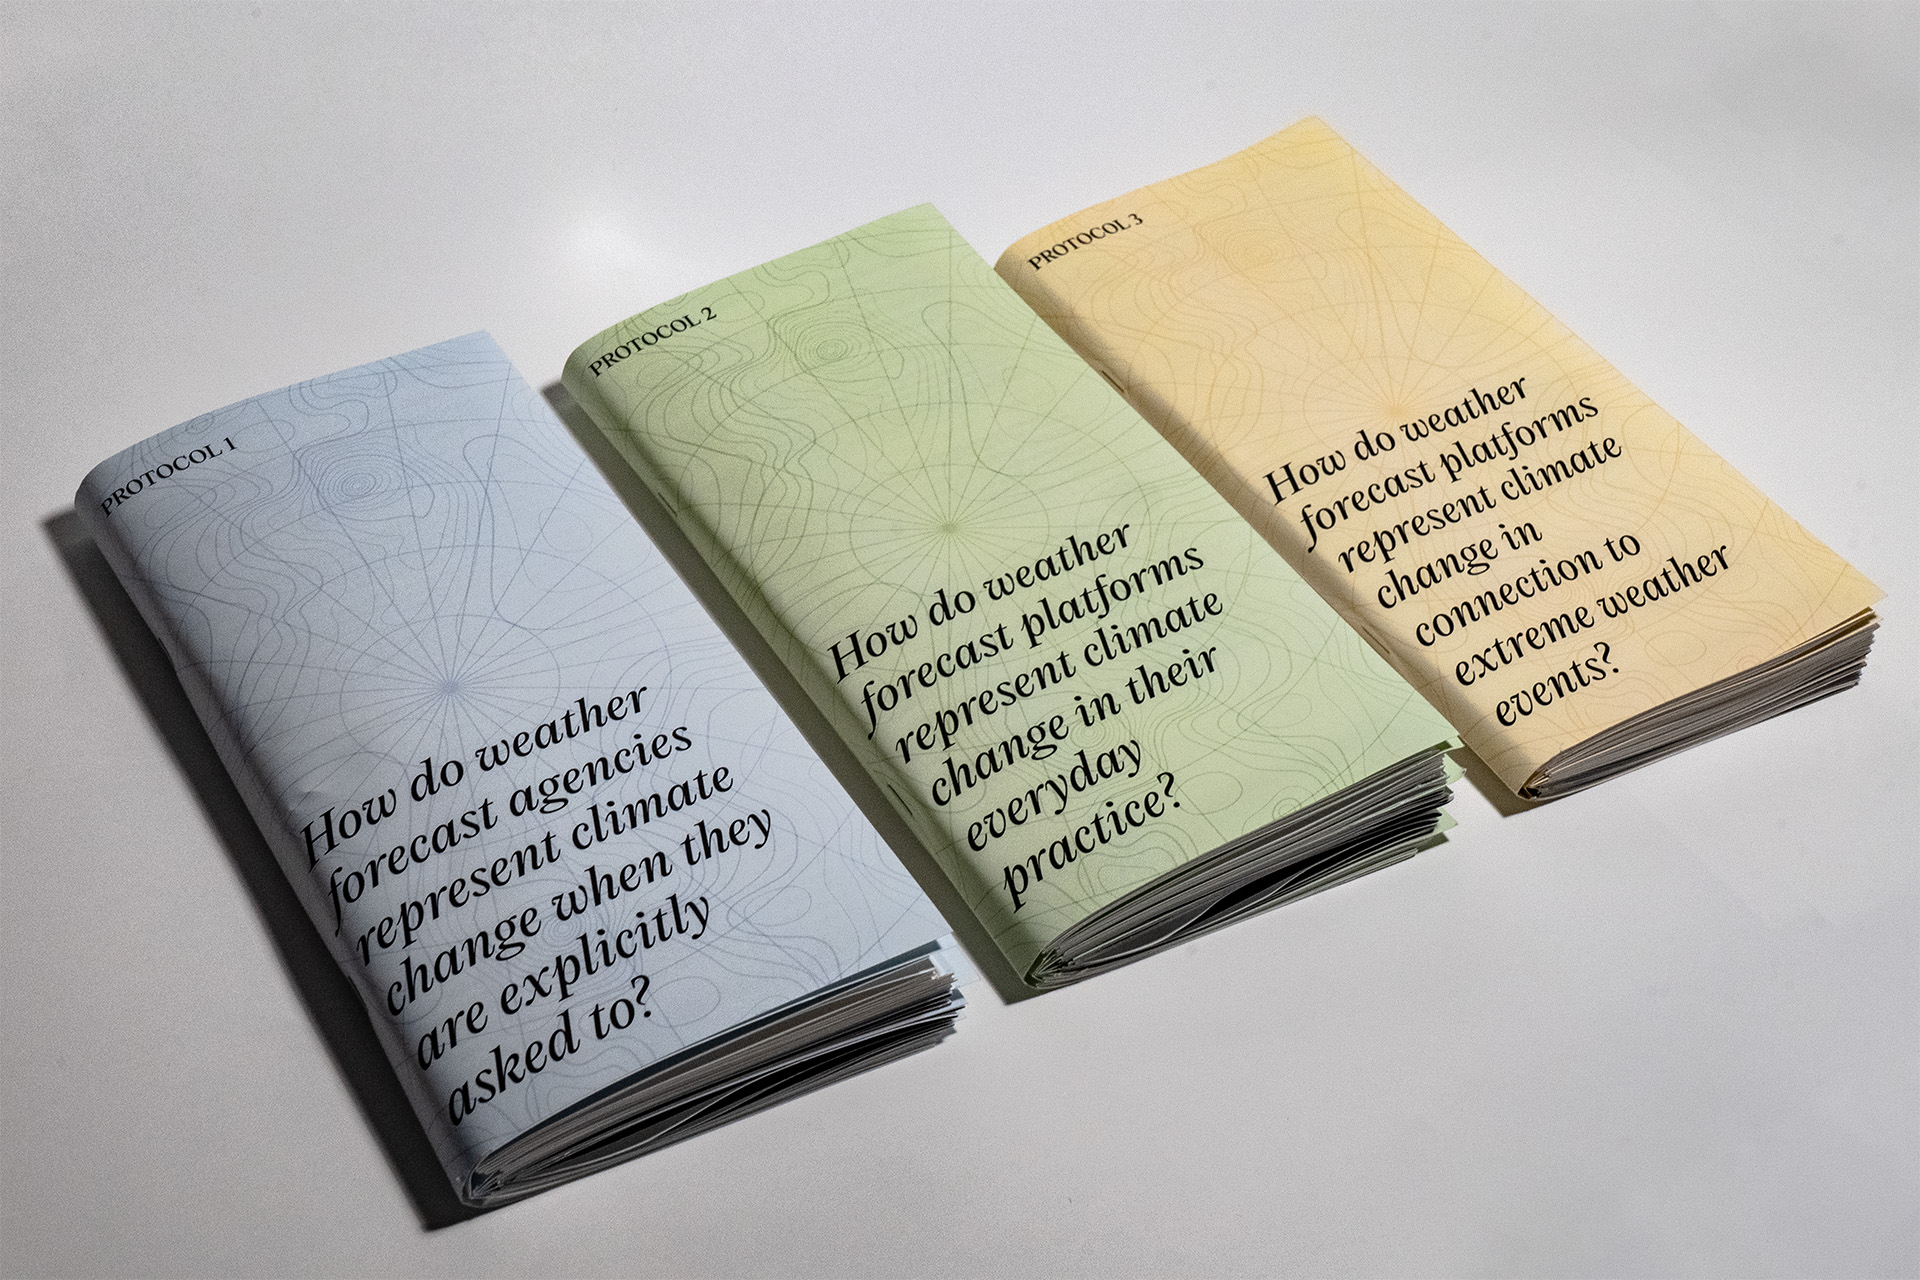 PROTOCOL 1
How do weather
forecast agencies
represent climate
change when they
are explicitly
asked to?
PROTOCOL 2
How do weather
forecast platforms
represent climate
change in their
everyday
practice?
PROTOCOL 3
How do weather
forecast platforms
represent climate
change in
connection to
extreme weather
events?